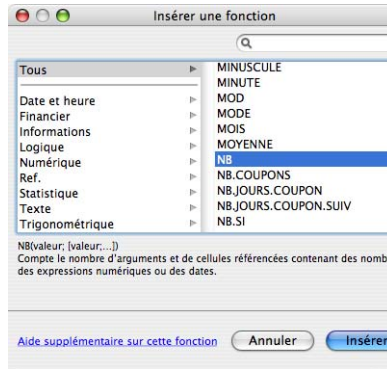 Insérer une fonction
Tous
Date et heure
Financier
Informations
Logique
Numérique
Ref.
Statistique
Texte
Trigonométrique
MINUSCULE
MINUTE
MOD
MODE
MOIS
MOYENNE
NB
NB.COUPONS
NB.JOURS.COUPON
NB.JOURS.COUPON.SUIV
NB.SI
NB(valeur; [valeur;...])
Compte le nombre d'arguments et de cellules référencées contenant des nomb
des expressions numériques ou des dates.
Aide supplémentaire sur cette fonction
Annuler
Insérer